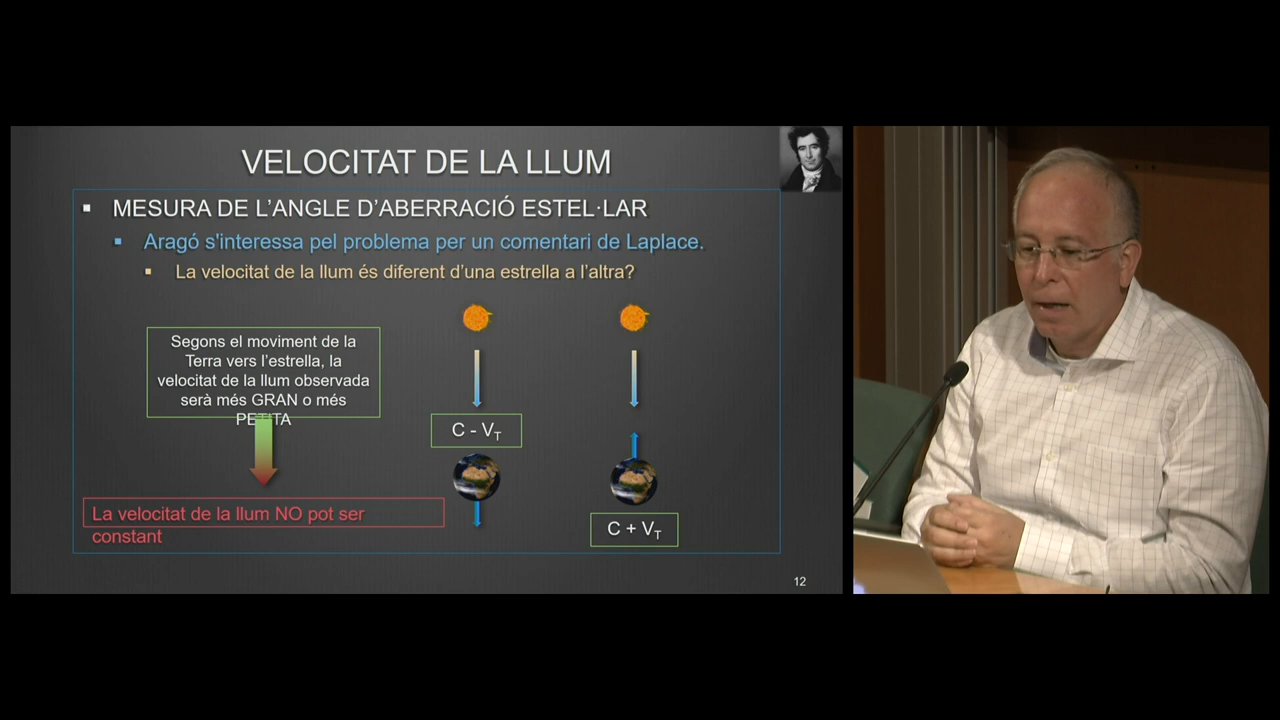 VELOCITAT DE LA LLUM
MESURA DE L’ANGLE D’ABERRACIÓ ESTEL·LAR
Aragó s'interessa pel problema per un comentari de Laplace.
La velocitat de la llum és diferent d’una estrella a l’altra?
Segons el moviment de la
Terra vers l’estrella, la
velocitat de la llum observada
serà més GRAN o més
PETITA
C - VT
La velocitat de la llum NO pot ser
constant
C + VT
12